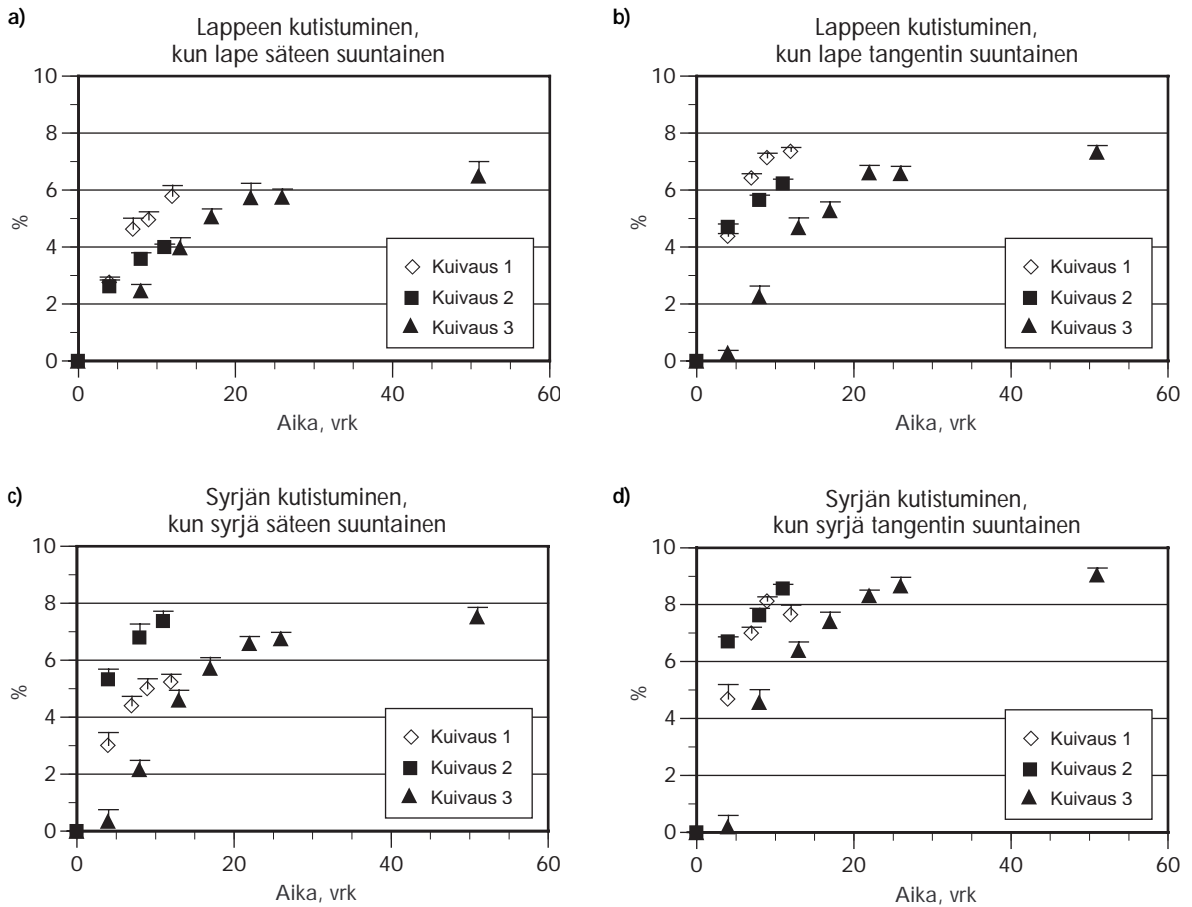 a)
Lappeen kutistuminen,
kun lape säteen suuntainen
10
8
6
4
2
0
%
0 20 40 60
Aika, vrk
Kuivaus 1
Kuivaus 2
Kuivaus 3
b)
Lappeen kutistuminen,
kun lape tangentin suuntainen
10
8
6
4
2
0
%
0 20 40 60
Aika, vrk
Kuivaus 1
Kuivaus 2
Kuivaus 3
c)
Syrjän kutistuminen,
kun syrjä säteen suuntainen
10
8
6
4
2
0
%
0 20 40 60
Aika, vrk
Kuivaus 1
Kuivaus 2
Kuivaus 3
d)
Syrjän kutistuminen,
kun syrjä tangentin suuntainen
10
8
6
4
2
0
%
0 20 40 60
Aika, vrk
Kuivaus 1
Kuivaus 2
Kuivaus 3